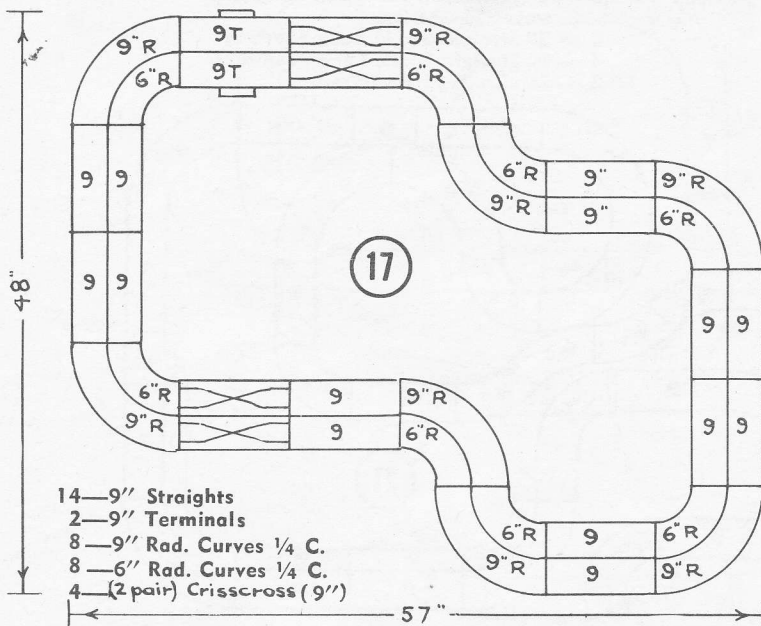 9"R 9T 9"R
6"R 9T 6"R
6"R 9" 9"R
9"R 9" 6"R
9 9
17
9 9
9 9
48"
9 9
6"R 9 9"R
9"R 9 6"R
14—9" Straights
2—9" Terminals
8—9" Rad. Curves ¼ C.
8—6" Rad. Curves ¼ C.
4—(2 pair) Crisscross (9")
6"R 9 6"R
9"R 9 9"R
57"